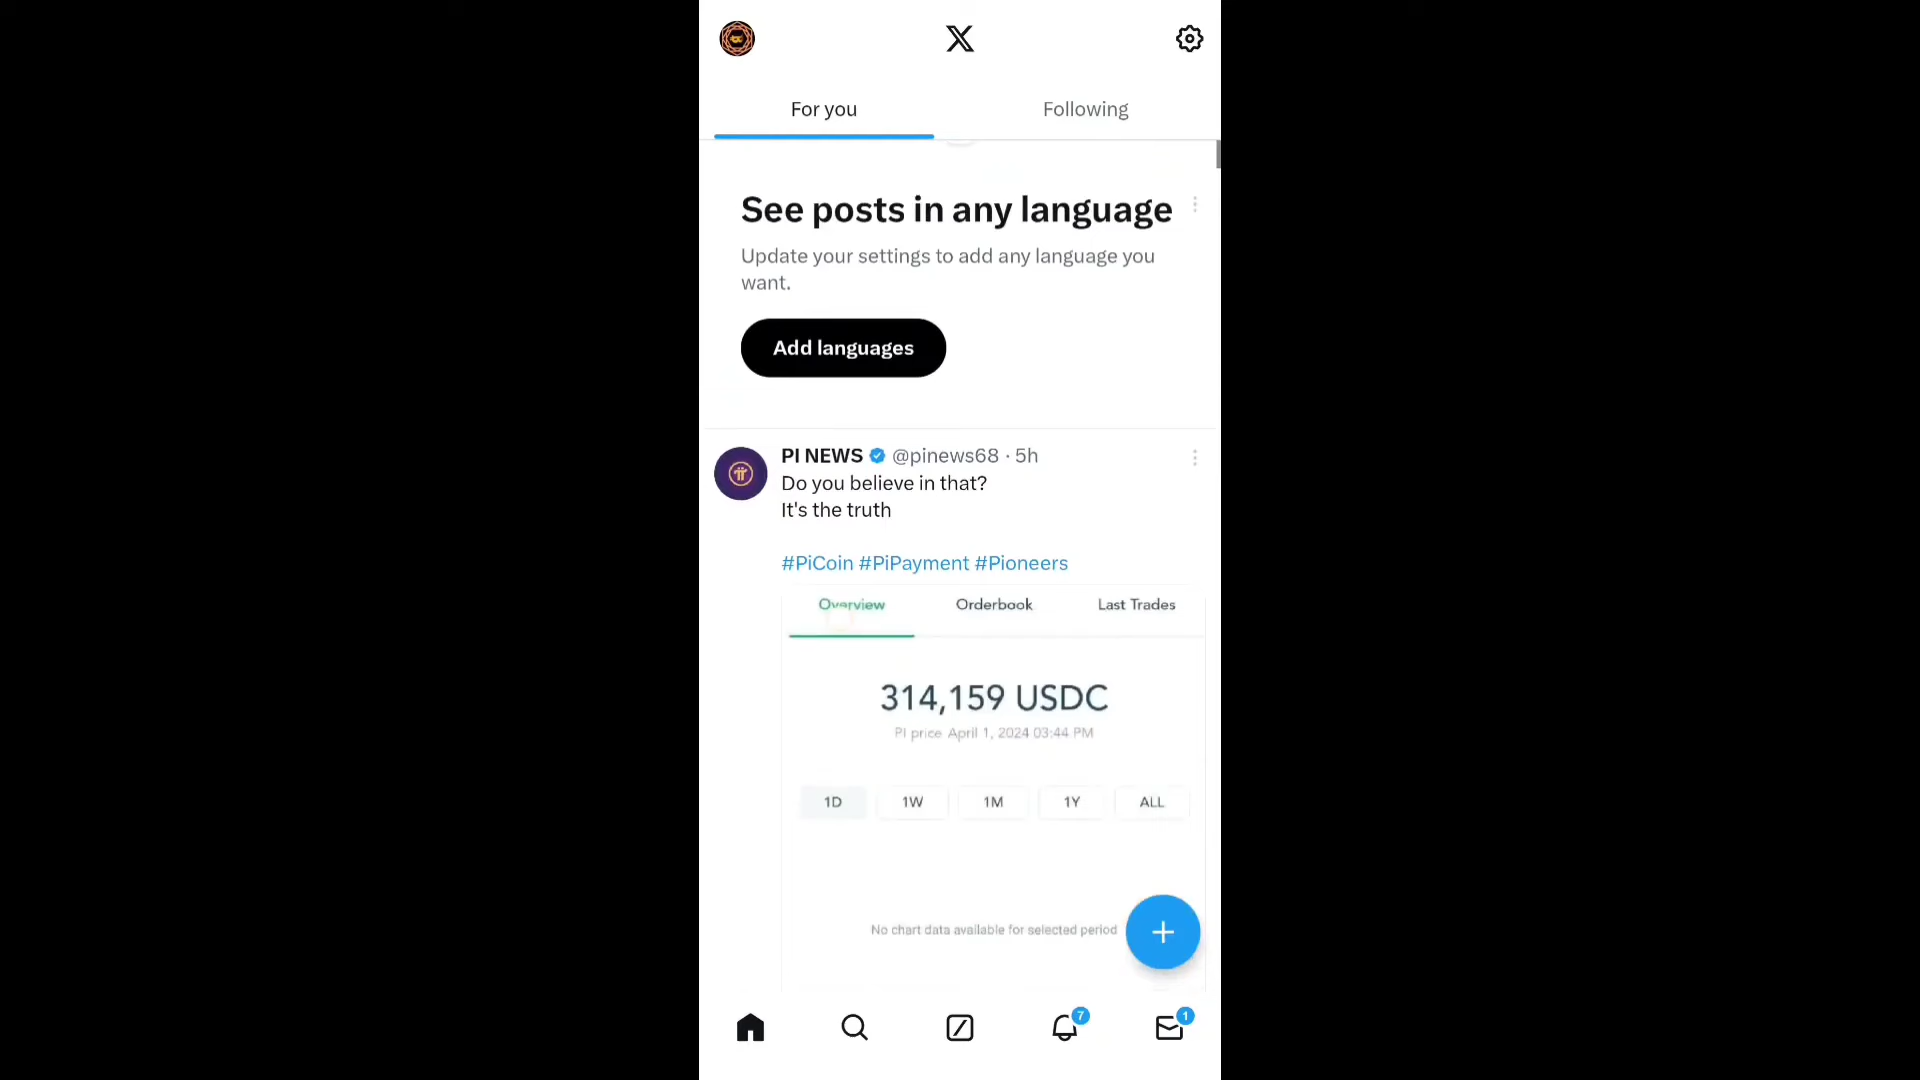 For you
Following
See posts in any language
Update your settings to add any language you
want.
Add languages
PI NEWS @pinews68 · 5h
Do you believe in that?
It's the truth
#PiCoin #PiPayment #Pioneers
Overview
Orderbook
Last Trades
314,159 USDC
PI price April 1, 2024 03:44 PM
1D
1W
1M
1Y
ALL
No chart data available for selected period
7
1